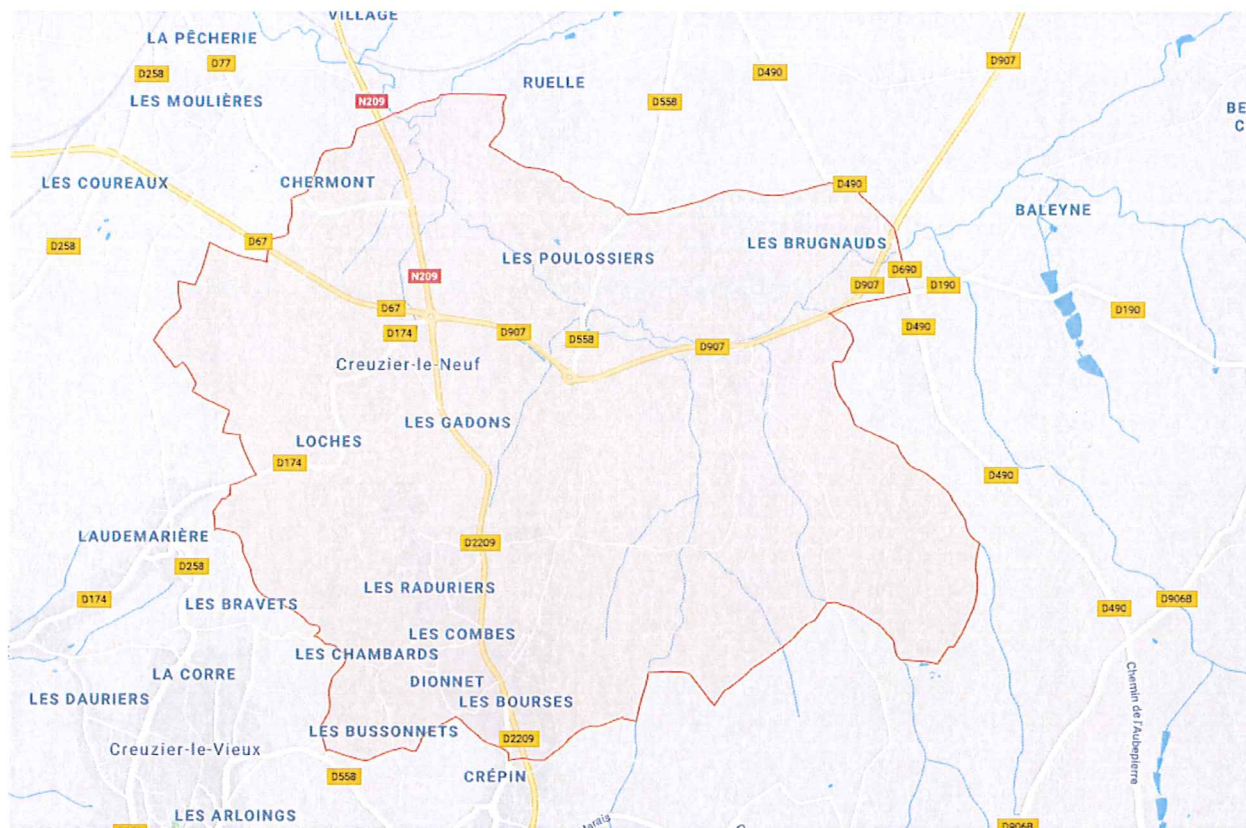 VILLAGE
LA PÊCHERIE
D77
D258
D490
D907
RUELLE
LES MOULIÈRES
N209
D558
BE
C
LES COUREAUX
CHERMONT
D490
BALEYNE
D258
D67
LES BRUGNAUDS
LES POULOSSIERS
N209
D690
D907
D190
D67
D174
D907
D558
D907
D490
D190
Creuzier-le-Neuf
LES GADONS
LOCHES
D174
D490
LAUDEMARIÈRE
D2209
D258
LES RADURIERS
D174
LES BRAVETS
D490
D906B
LES COMBES
LES CHAMBARDS
LA CORRE
DIONNET
LES DAURIERS
LES BOURSES
Chemin de l'Aubepierre
LES BUSSONNETS
D2209
Creuzier-le-Vieux
D558
CRÉPIN
LES ARLOINGS
Marais
D906B